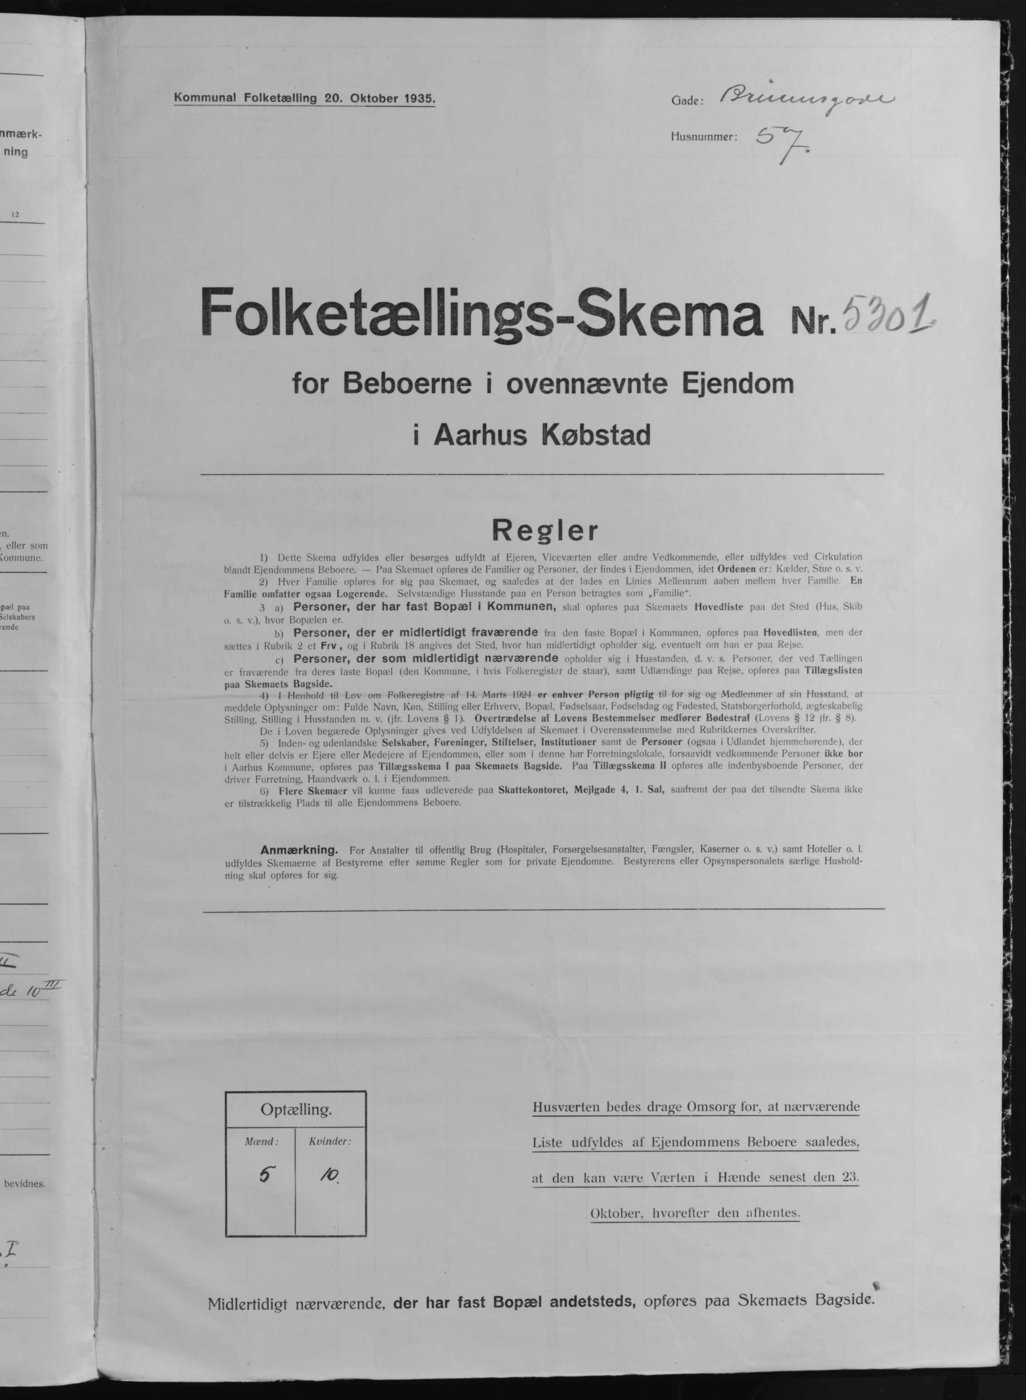 nmærk-
ning
12
en.
, eller som
Kommune.
pæl paa
Selskabers
rende
II
de 10 III
bevidnes.
I
Kommunal Folketælling 20. Oktober 1935.
Gade:
Husnummer: 57.
Folketællings-Skema Nr. 5301
for Beboerne i ovennævnte Ejendom
i Aarhus Købstad
Regler
1) Dette Skema udfyldes eller besørges udfyldt af Ejeren, Viceværten eller andre Vedkommende, eller udfyldes ved Cirkulation
blandt Ejendommens Beboere. — Paa Skemaet opføres de Familier og Personer, der findes i Ejendommen, idet Ordenen er: Kælder, Stue o. s. v.
2) Hver Familie opføres for sig paa Skemaet, og saaledes at der lades en Linies Mellemrum aaben mellem hver Familie. En
Familie omfatter ogsaa Logerende. Selvstændige Husstande paa en Person betragtes som „Familie“.
3 a) Personer, der har fast Bopæl i Kommunen, skal opføres paa Skemaets Hovedliste paa det Sted (Hus, Skib
o. s. v.), hvor Bopælen er.
b) Personer, der er midlertidigt fraværende fra den faste Bopæl i Kommunen, opføres paa Hovedlisten, men der
sættes i Rubrik 2 et Frv., og i Rubrik 18 angives det Sted, hvor han midlertidigt opholder sig, eventuelt om han er paa Rejse.
c) Personer, der som midlertidigt nærværende opholder sig i Husstanden, d. v. s. Personer, der ved Tællingen
er fraværende fra deres faste Bopæl (den Kommune, i hvis Folkeregister de staar), samt Udlændinge paa Rejse, opføres paa Tillægslisten
paa Skemaets Bagside.
4) I Henhold til Lov om Folkeregistre af 14. Marts 1924 er enhver Person pligtig til for sig og Medlemmer af sin Husstand, at
meddele Oplysninger om: Fulde Navn, Køn, Stilling eller Erhverv, Bopæl, Fødselsaar, Fødselsdag og Fødested, Statsborgerforhold, ægteskabelig
Stilling, Stilling i Husstanden m. v. (jfr. Lovens § 1). Overtrædelse af Lovens Bestemmelser medfører Bødestraf (Lovens § 12 jfr. § 8).
De i Loven begærede Oplysninger gives ved Udfyldelsen af Skemaet i Overensstemmelse med Rubrikkernes Overskrifter.
5) Inden- og udenlandske Selskaber, Foreninger, Stiftelser, Institutioner samt de Personer (ogsaa i Udlandet hjemmehørende), der
helt eller delvis er Ejere eller Medejere af Ejendommen, eller som i denne har Forretningslokale, forsaavidt vedkommende Personer ikke bor
i Aarhus Kommune, opføres paa Tillægsskema I paa Skemaets Bagside. Paa Tillægsskema II opføres alle indenbysboende Personer, der
driver Forretning, Haandværk o. l. i Ejendommen.
6) Flere Skemaer vil kunne faas udleverede paa Skattekontoret, Mejlgade 4, 1. Sal, saafremt der paa det tilsendte Skema ikke
er tilstrækkelig Plads til alle Ejendommens Beboere.
Anmærkning. For Anstalter til offentlig Brug (Hospitaler, Forsørgelsesanstalter, Fængsler, Kaserner o. s. v.) samt Hoteller o. l.
udfyldes Skemaerne af Bestyrerne efter samme Regler som for private Ejendomme. Bestyrerens eller Opsynspersonalets særlige Hushold-
ning skal opføres for sig.
Optælling.
Mænd: Kvinder:
5 10.
Husværten bedes drage Omsorg for, at nærværende
Liste udfyldes af Ejendommens Beboere saaledes,
at den kan være Værten i Hænde senest den 23.
Oktober, hvorefter den afhentes.
Midlertidigt nærværende, der har fast Bopæl andetsteds, opføres paa Skemaets Bagside.